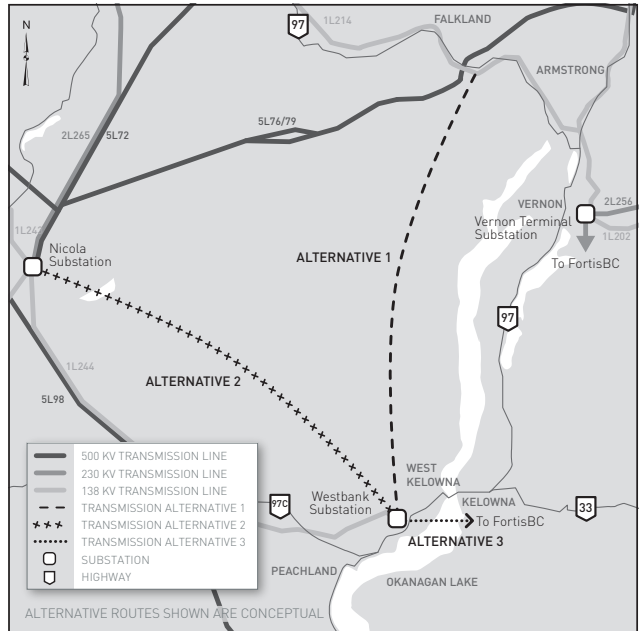 N
97
1L214
FALKLAND
ARMSTRONG
2L265
5L72
5L76/79
VERNON
2L256
Vernon Terminal
Substation
1L202
To FortisBC
1L243
Nicola
Substation
ALTERNATIVE 1
97
1L244
5L98
ALTERNATIVE 2
500 KV TRANSMISSION LINE
230 KV TRANSMISSION LINE
138 KV TRANSMISSION LINE
TRANSMISSION ALTERNATIVE 1
TRANSMISSION ALTERNATIVE 2
TRANSMISSION ALTERNATIVE 3
SUBSTATION
HIGHWAY
97C
Westbank
Substation
WEST
KELOWNA
KELOWNA
33
To FortisBC
ALTERNATIVE 3
PEACHLAND
OKANAGAN LAKE
ALTERNATIVE ROUTES SHOWN ARE CONCEPTUAL